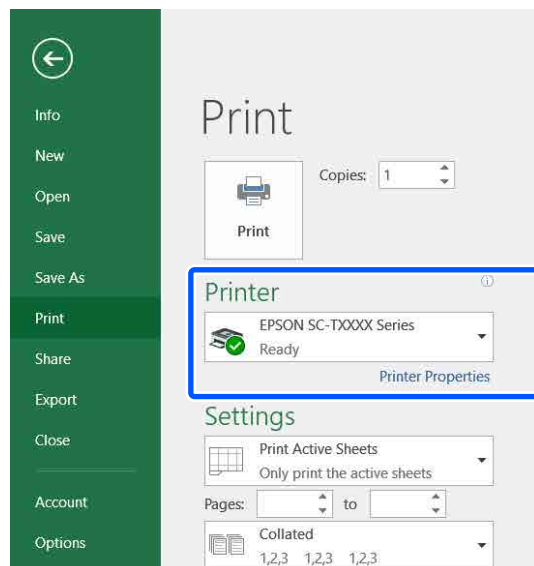 Info
New
Open
Save
Save As
Print
Share
Export
Close
Account
Options
Print
Copies: 1
Print
Printer
EPSON SC-TXXXX Series
Ready
Printer Properties
Settings
Print Active Sheets
Only print the active sheets
Pages: to
Collated
1,2,3 1,2,3 1,2,3